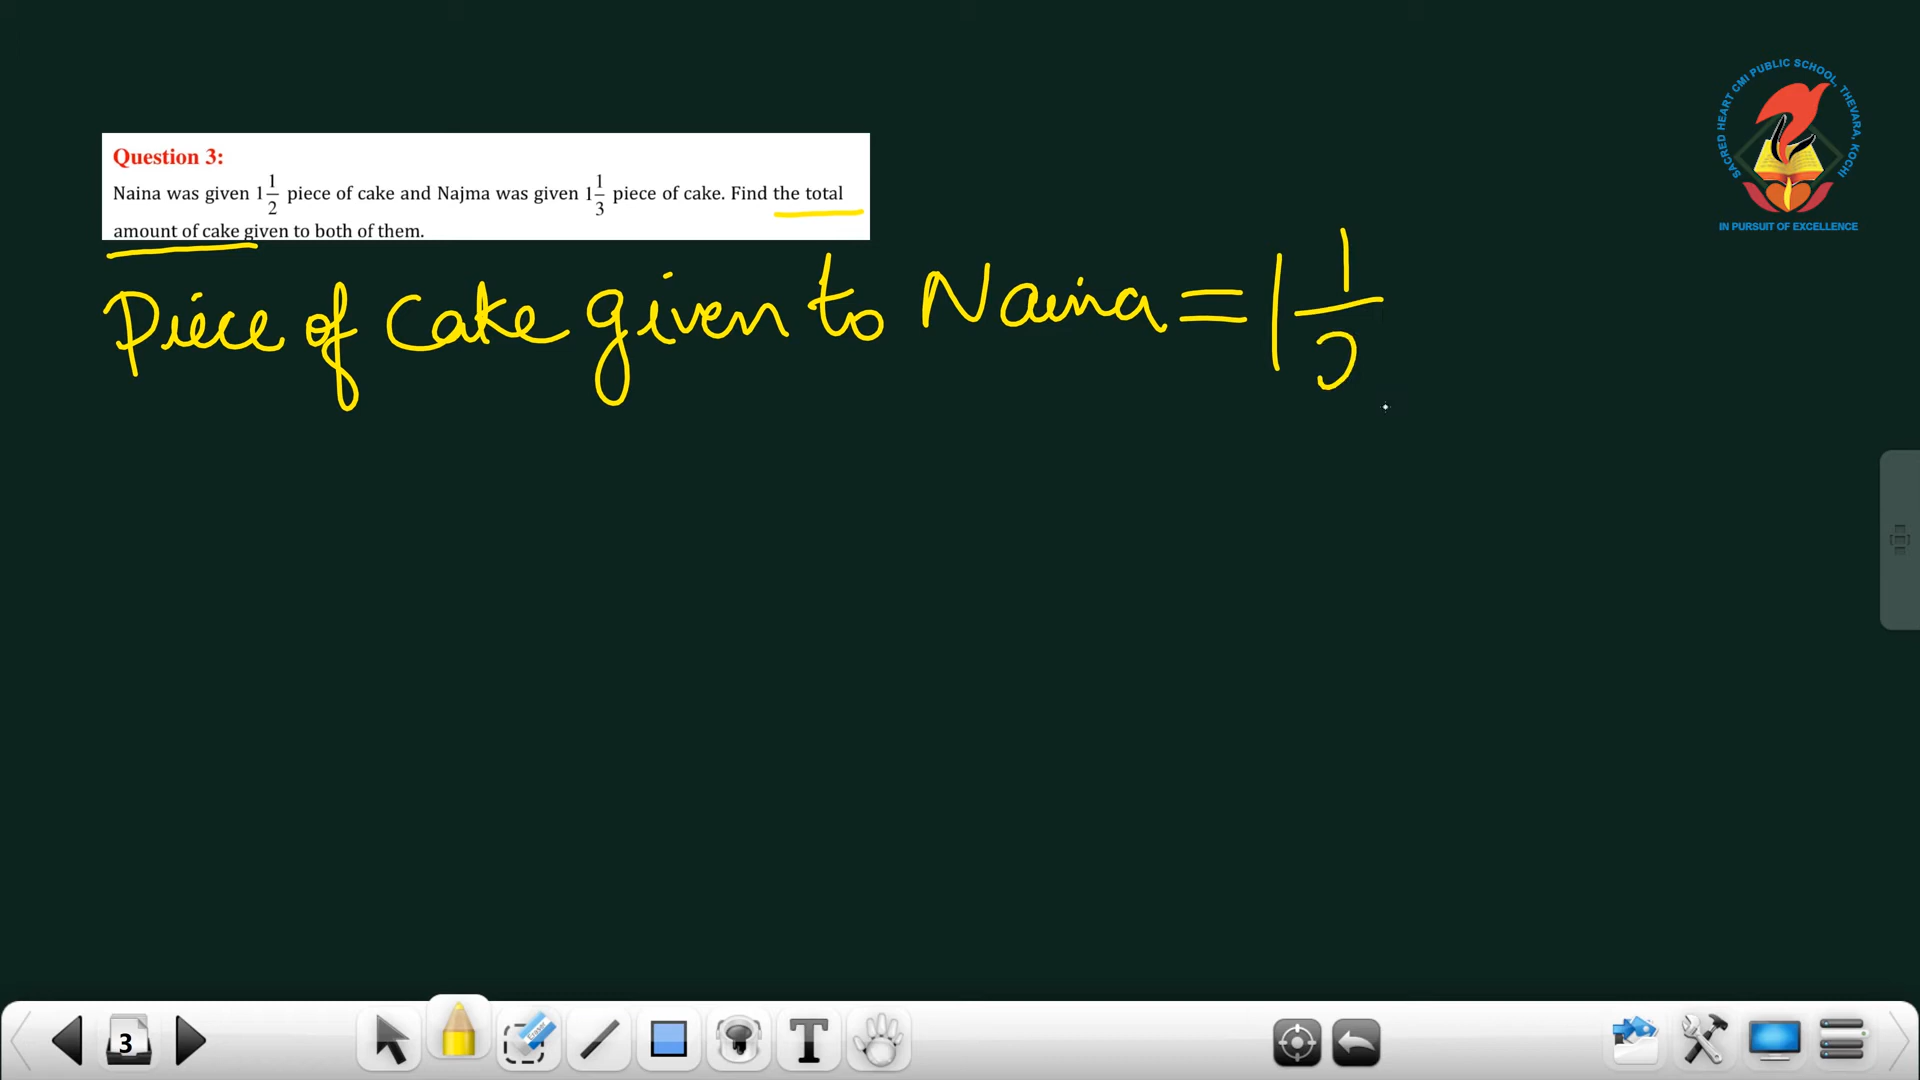 SACRED HEART CMI PUBLIC SCHOOL, THEVARA, KOCHI
IN PURSUIT OF EXCELLENCE
Question 3:
Naina was given 1 1/2 piece of cake and Najma was given 1 1/3 piece of cake. Find the total
amount of cake given to both of them.
Piece of Cake given to Naina = 1 1/
3
Eraser
T